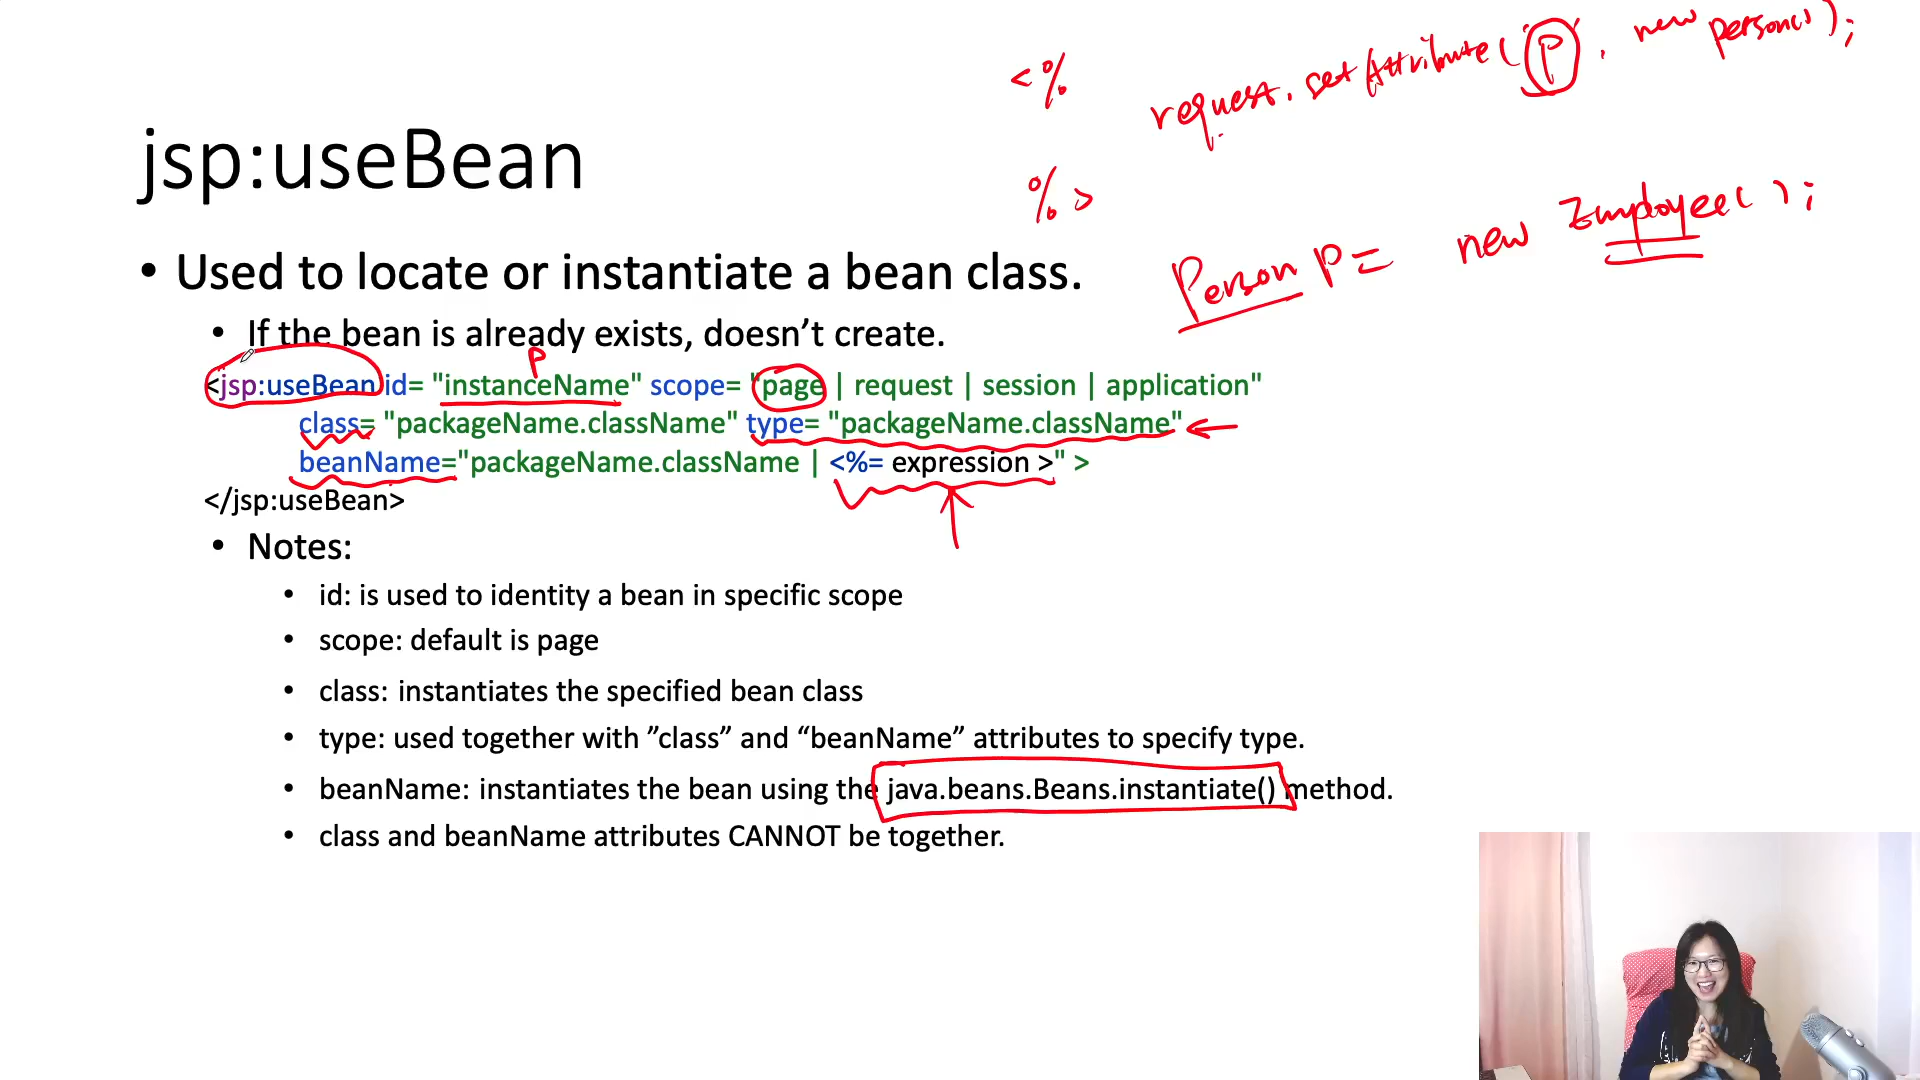 <% request.setAttribute(P, new person());
%>
Person P = new Employee();
jsp:useBean
• Used to locate or instantiate a bean class.
• If the bean is already exists, doesn’t create.
P
<jsp:useBean id= "instanceName" scope= "page | request | session | application"
class= "packageName.className" type= "packageName.className"
beanName="packageName.className | <%= expression >" >
</jsp:useBean>
• Notes:
• id: is used to identity a bean in specific scope
• scope: default is page
• class: instantiates the specified bean class
• type: used together with ”class” and “beanName” attributes to specify type.
• beanName: instantiates the bean using the java.beans.Beans.instantiate() method.
• class and beanName attributes CANNOT be together.